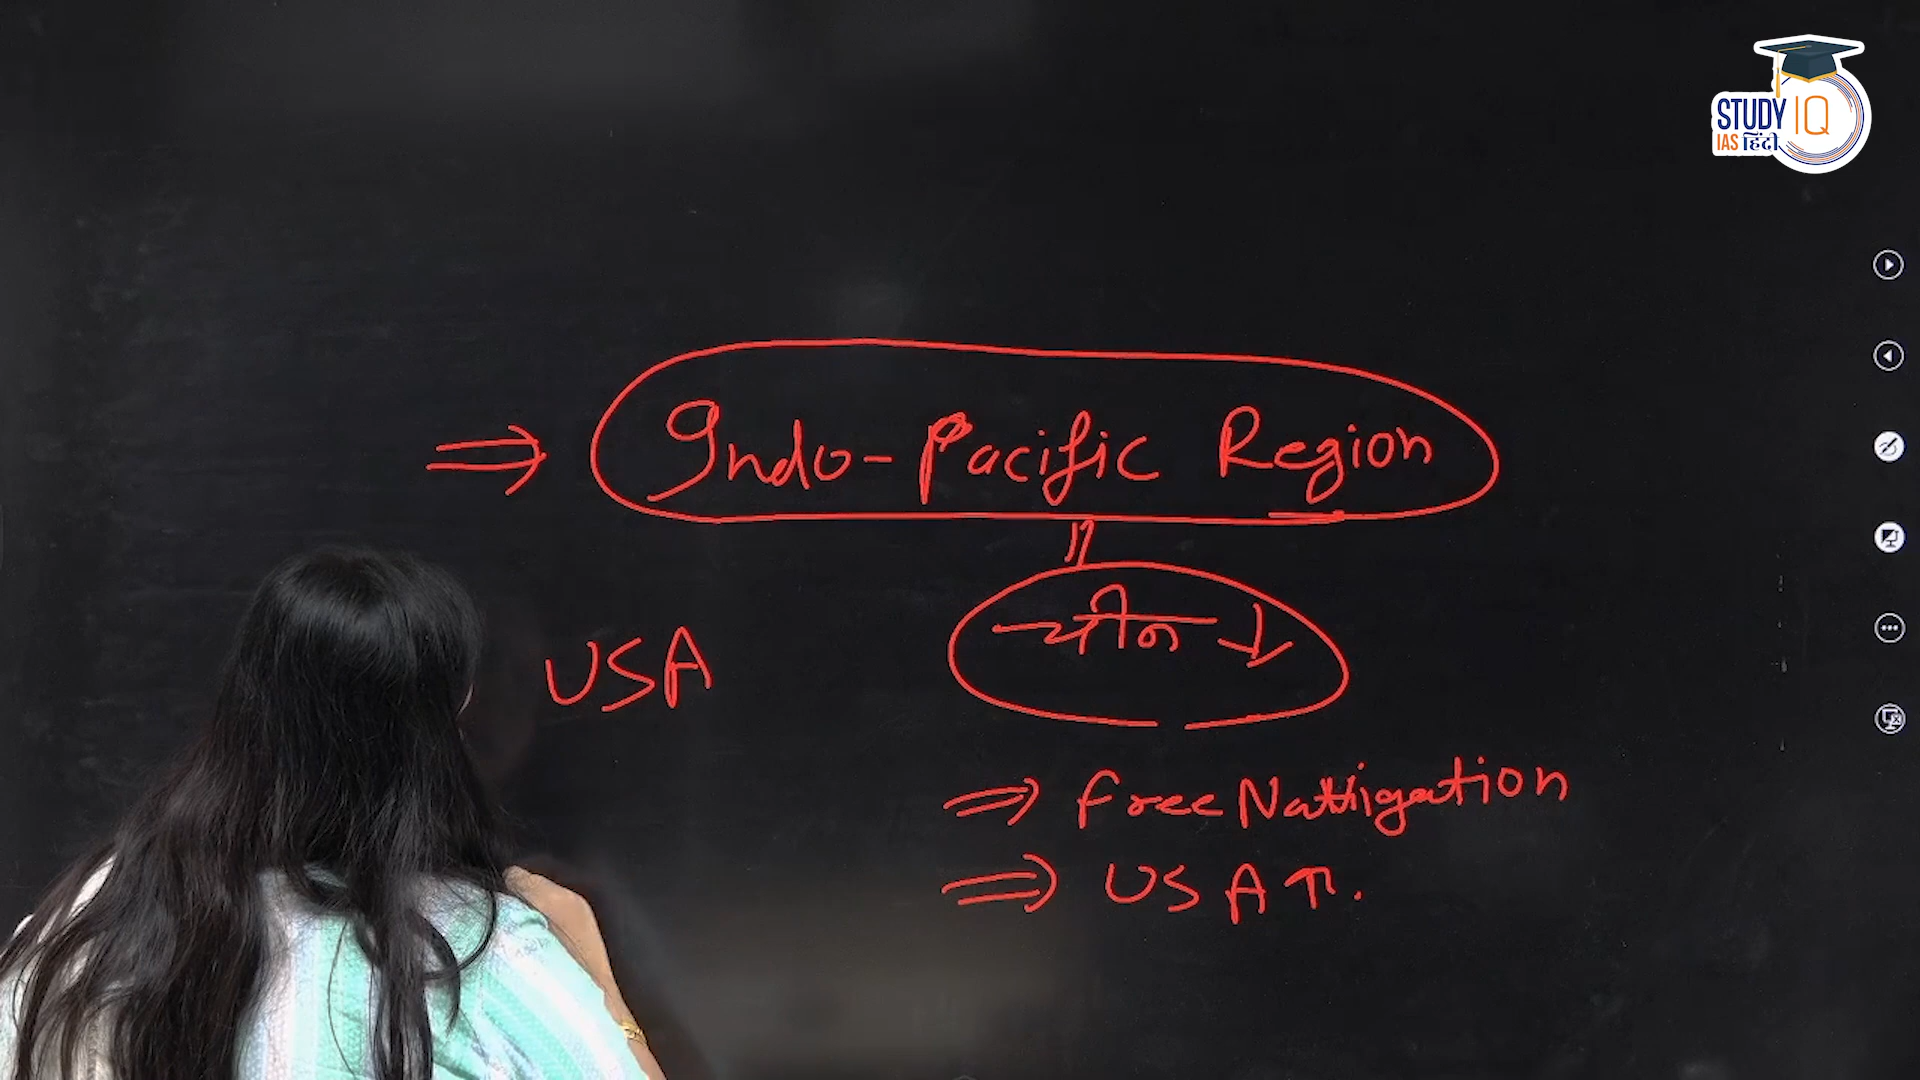 STUDY IQ
IAS हिंदी
⇒ Indo-Pacific Region
चीन ↓
USA
⇒ Free Navigation
⇒ USA ↑.